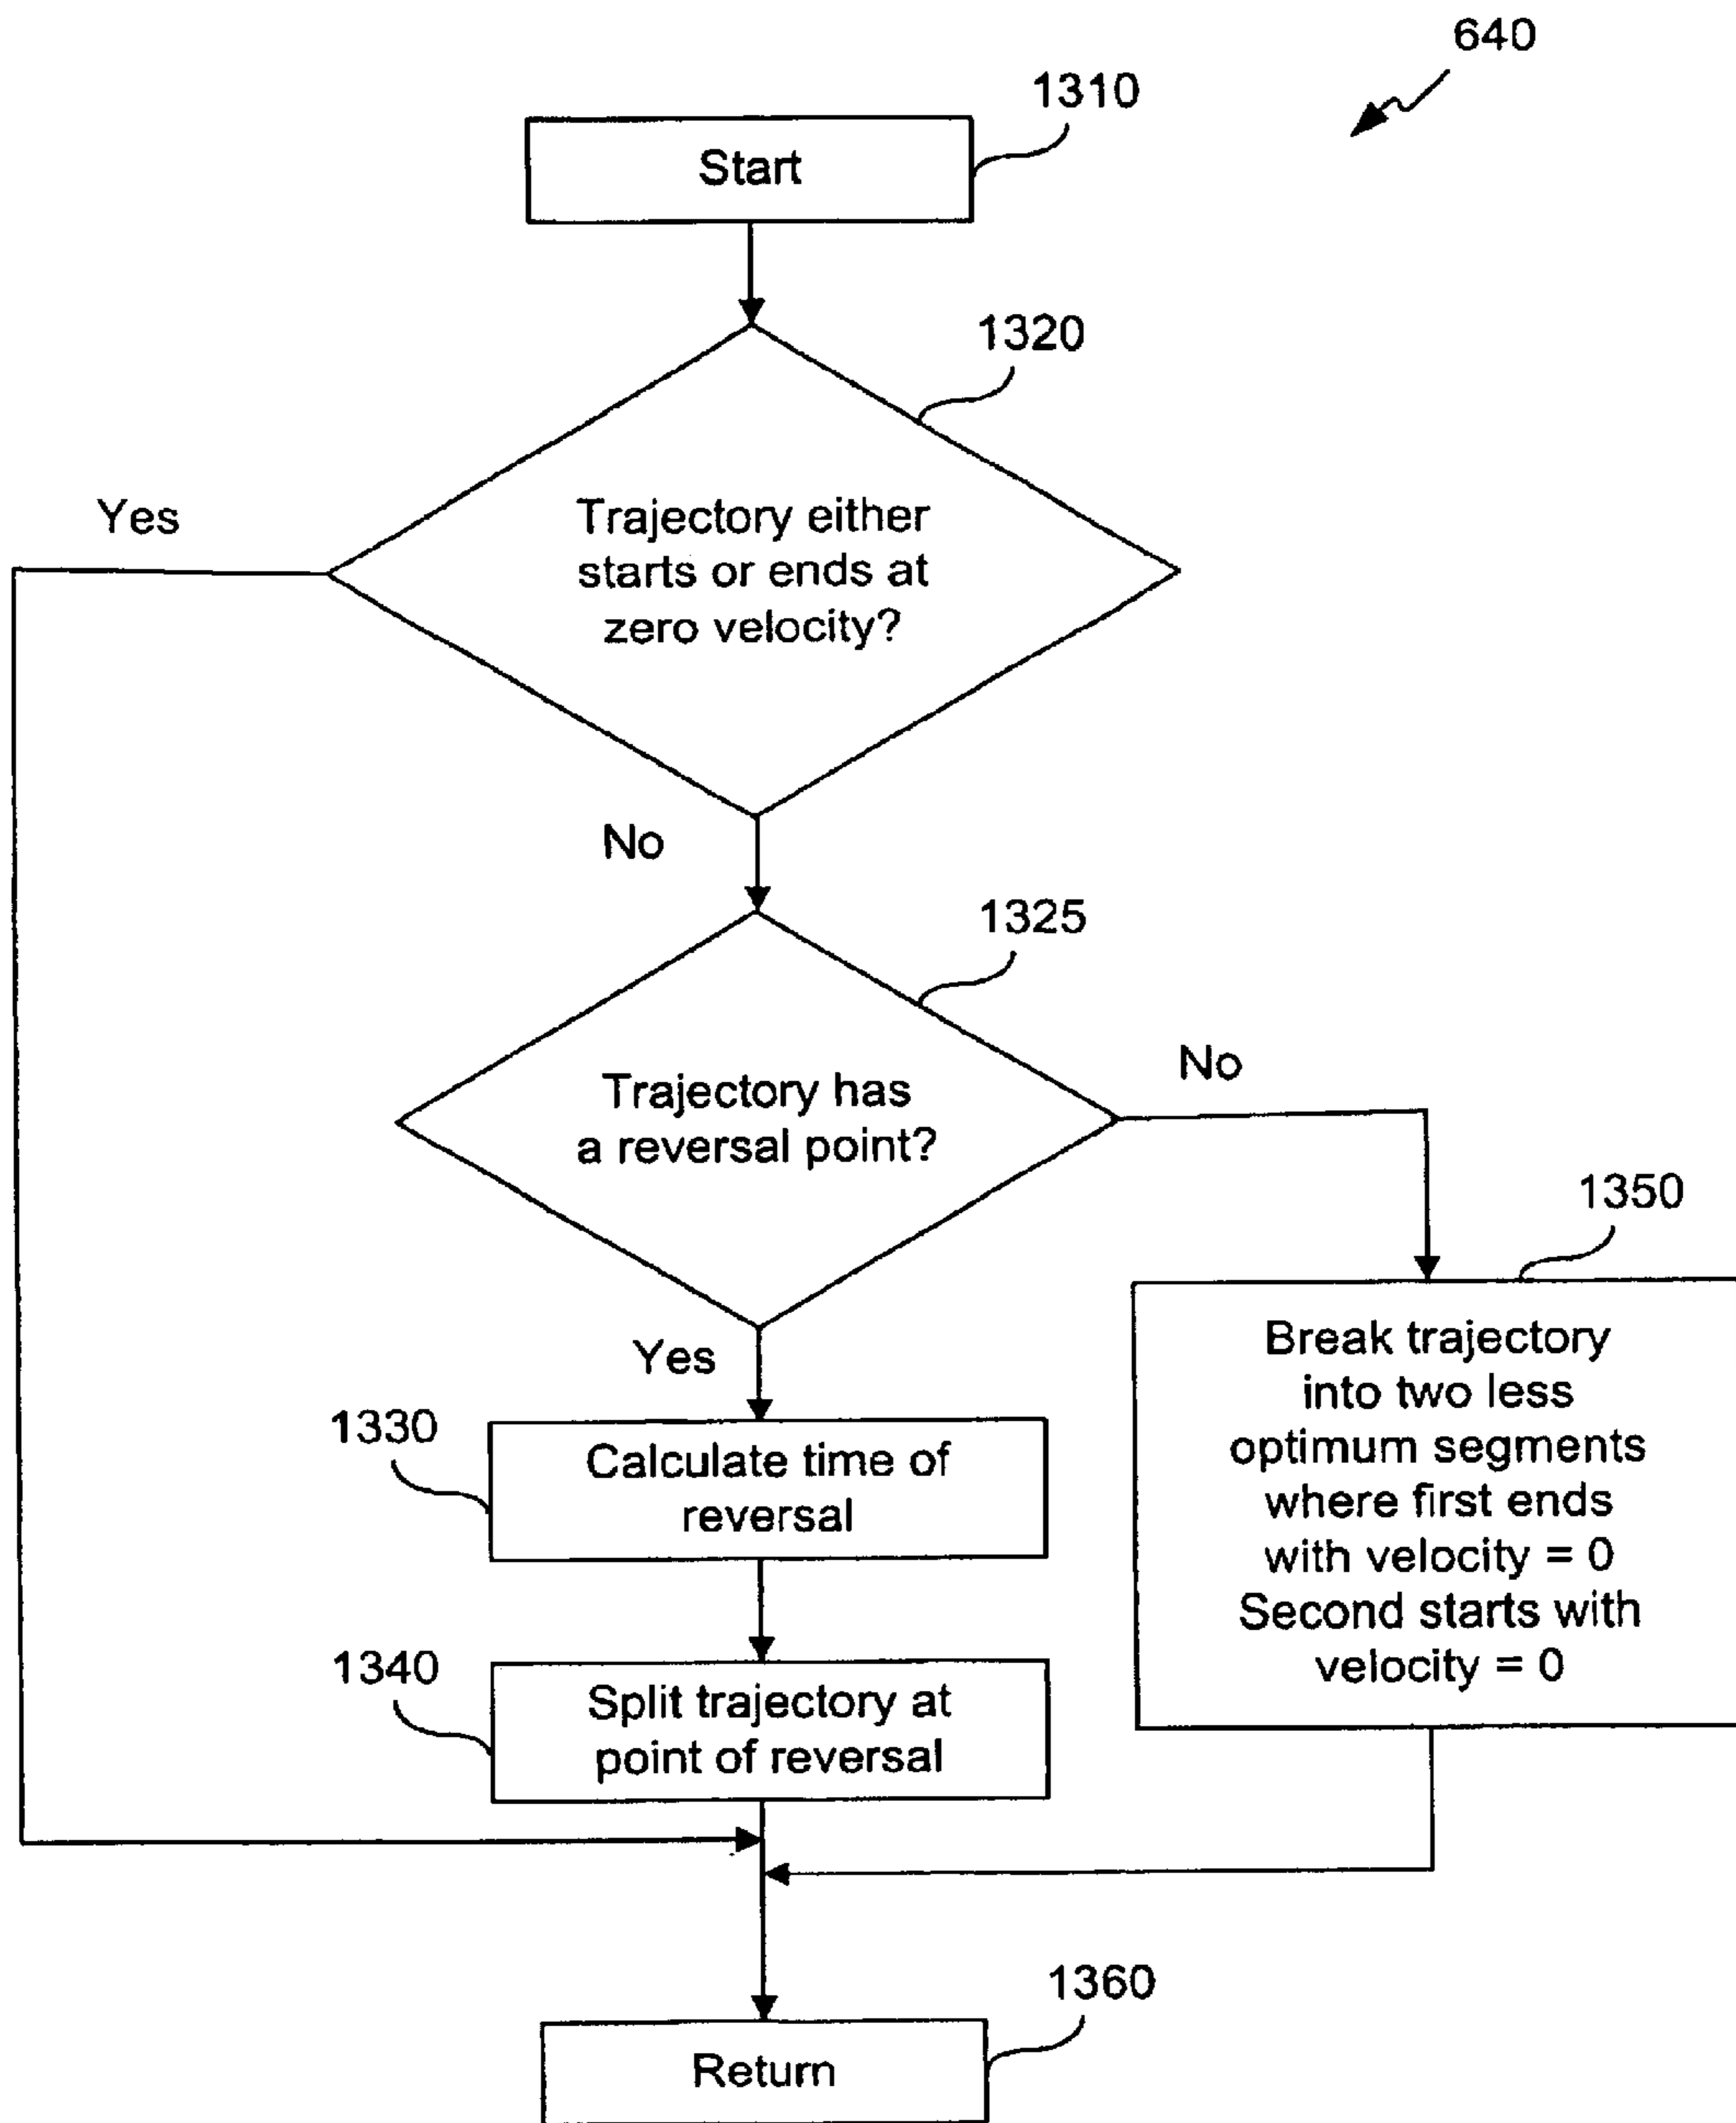 640
1310
Start
1320
Yes
Trajectory either
starts or ends at
zero velocity?
No
1325
No
Trajectory has
a reversal point?
1350
Yes
Break trajectory
into two less
optimum segments
where first ends
with velocity = 0
Second starts with
velocity = 0
1330
Calculate time of
reversal
1340
Split trajectory at
point of reversal
1360
Return